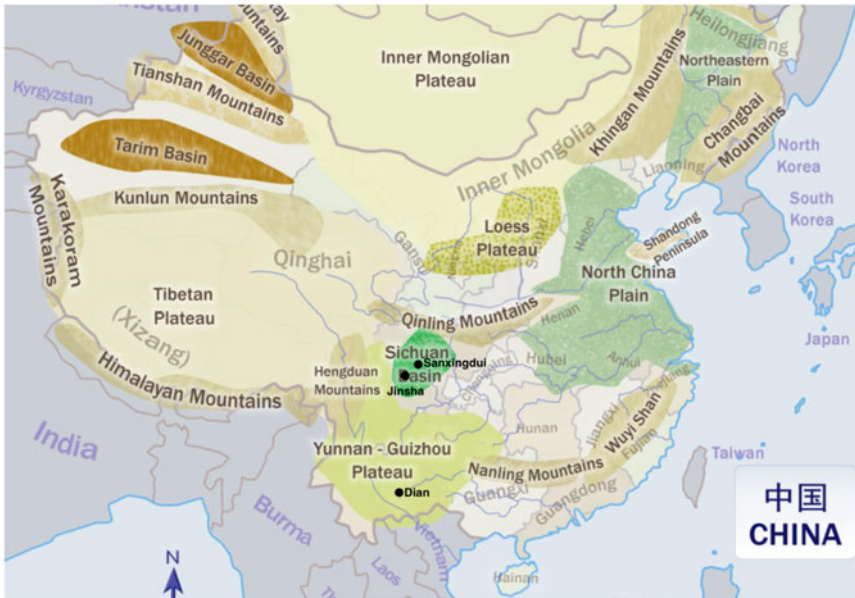 Junggar Basin
Tianshan Mountains
Kyrgyzstan
Tarim Basin
Kunlun Mountains
Karakoram
Mountains
Inner Mongolian
Plateau
Inner Mongolia
Khingan Mountains
Heilongjiang
Northeastern
Plain
Changbai
Mountains
Liaoning
North
Korea
South
Korea
Japan
Qinghai
Gansu
Loess
Plateau
Hebei
Shandong
Peninsula
North China
Plain
Tibetan
Plateau
(Xizang)
Himalayan Mountains
Qinling Mountains
Henan
Sichuan
Basin
Sanxingdui
Jinsha
Hengduan
Mountains
Hubei
Anhui
Hunan
Jiangxi
Wuyi Shan
Fujian
Yunnan - Guizhou
Plateau
Dian
Nanling Mountains
Guangxi
Guangdong
Taiwan
India
Burma
Vietnam
Laos
Hainan
N
中国
CHINA